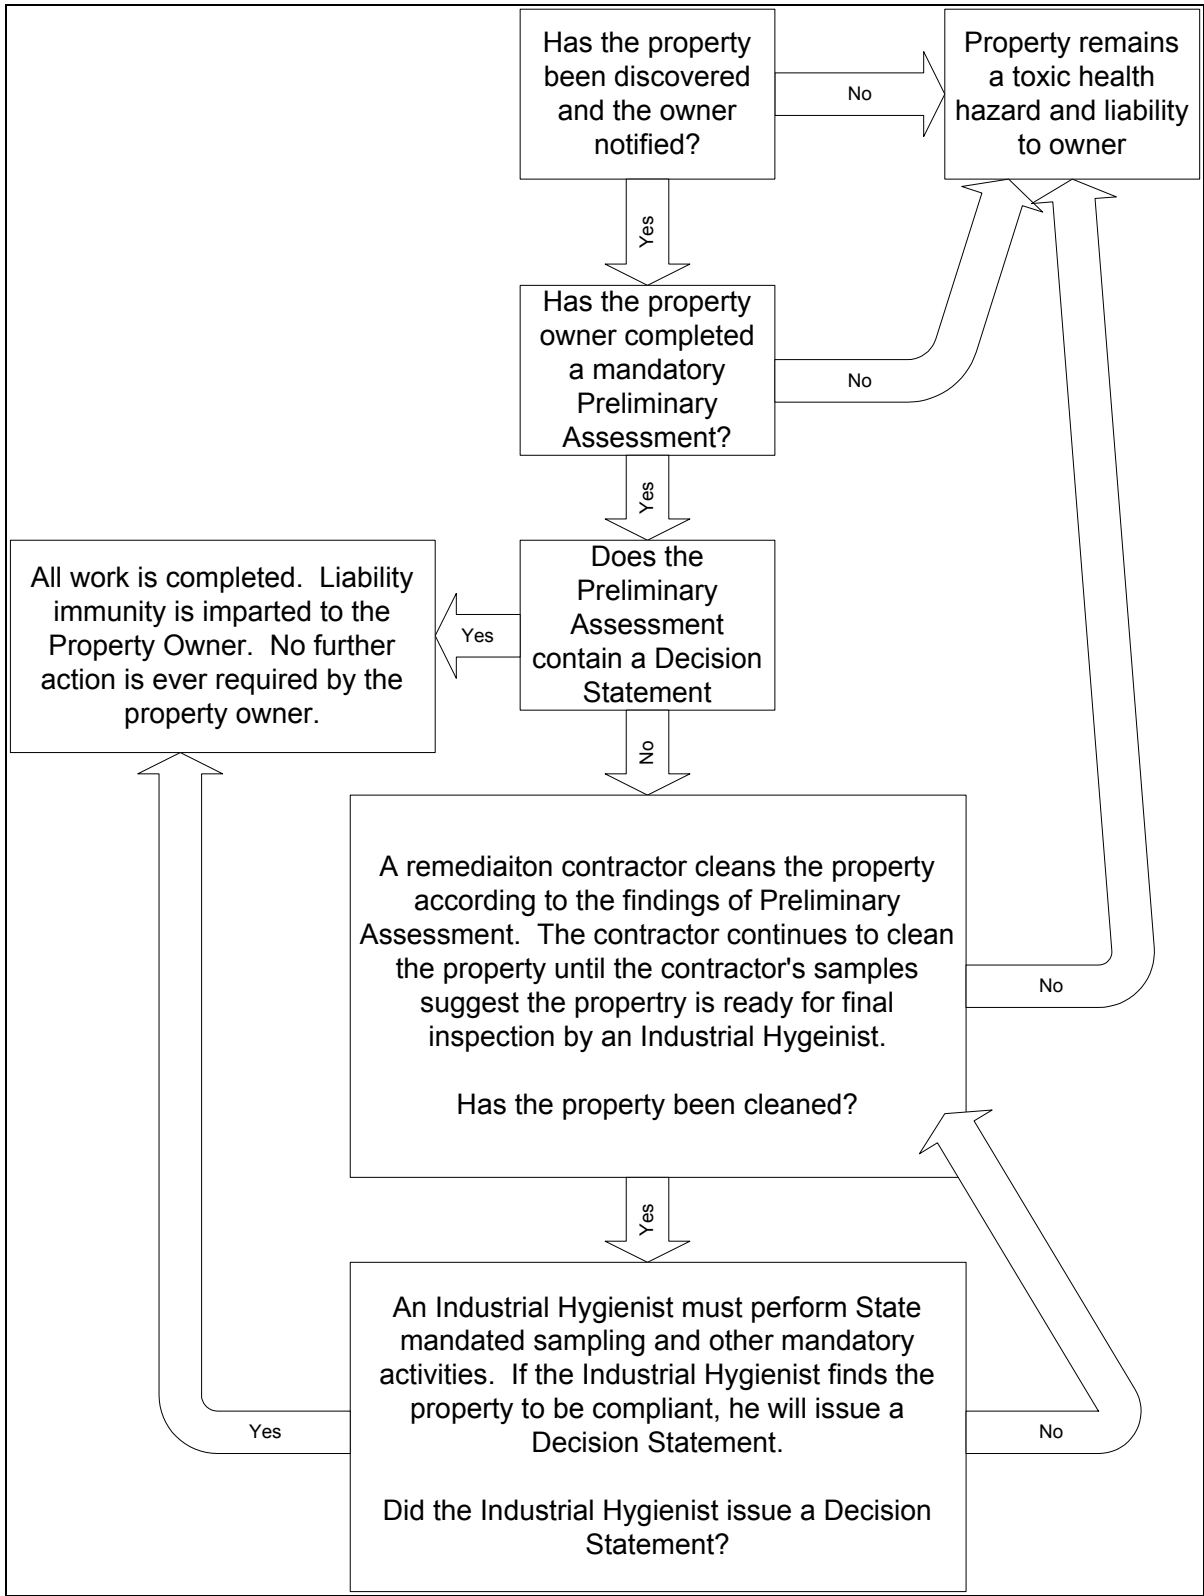 Has the property
been discovered
and the owner
notified?
No
Property remains
a toxic health
hazard and liability
to owner
Yes
Has the property
owner completed
a mandatory
Preliminary
Assessment?
No
Yes
Does the
Preliminary
Assessment
contain a Decision
Statement
Yes
All work is completed. Liability
immunity is imparted to the
Property Owner. No further
action is ever required by the
property owner.
No
A remediaiton contractor cleans the property
according to the findings of Preliminary
Assessment. The contractor continues to clean
the property until the contractor's samples
suggest the propertry is ready for final
inspection by an Industrial Hygeinist.
Has the property been cleaned?
No
Yes
An Industrial Hygienist must perform State
mandated sampling and other mandatory
activities. If the Industrial Hygienist finds the
property to be compliant, he will issue a
Decision Statement.
Did the Industrial Hygienist issue a Decision
Statement?
Yes
No